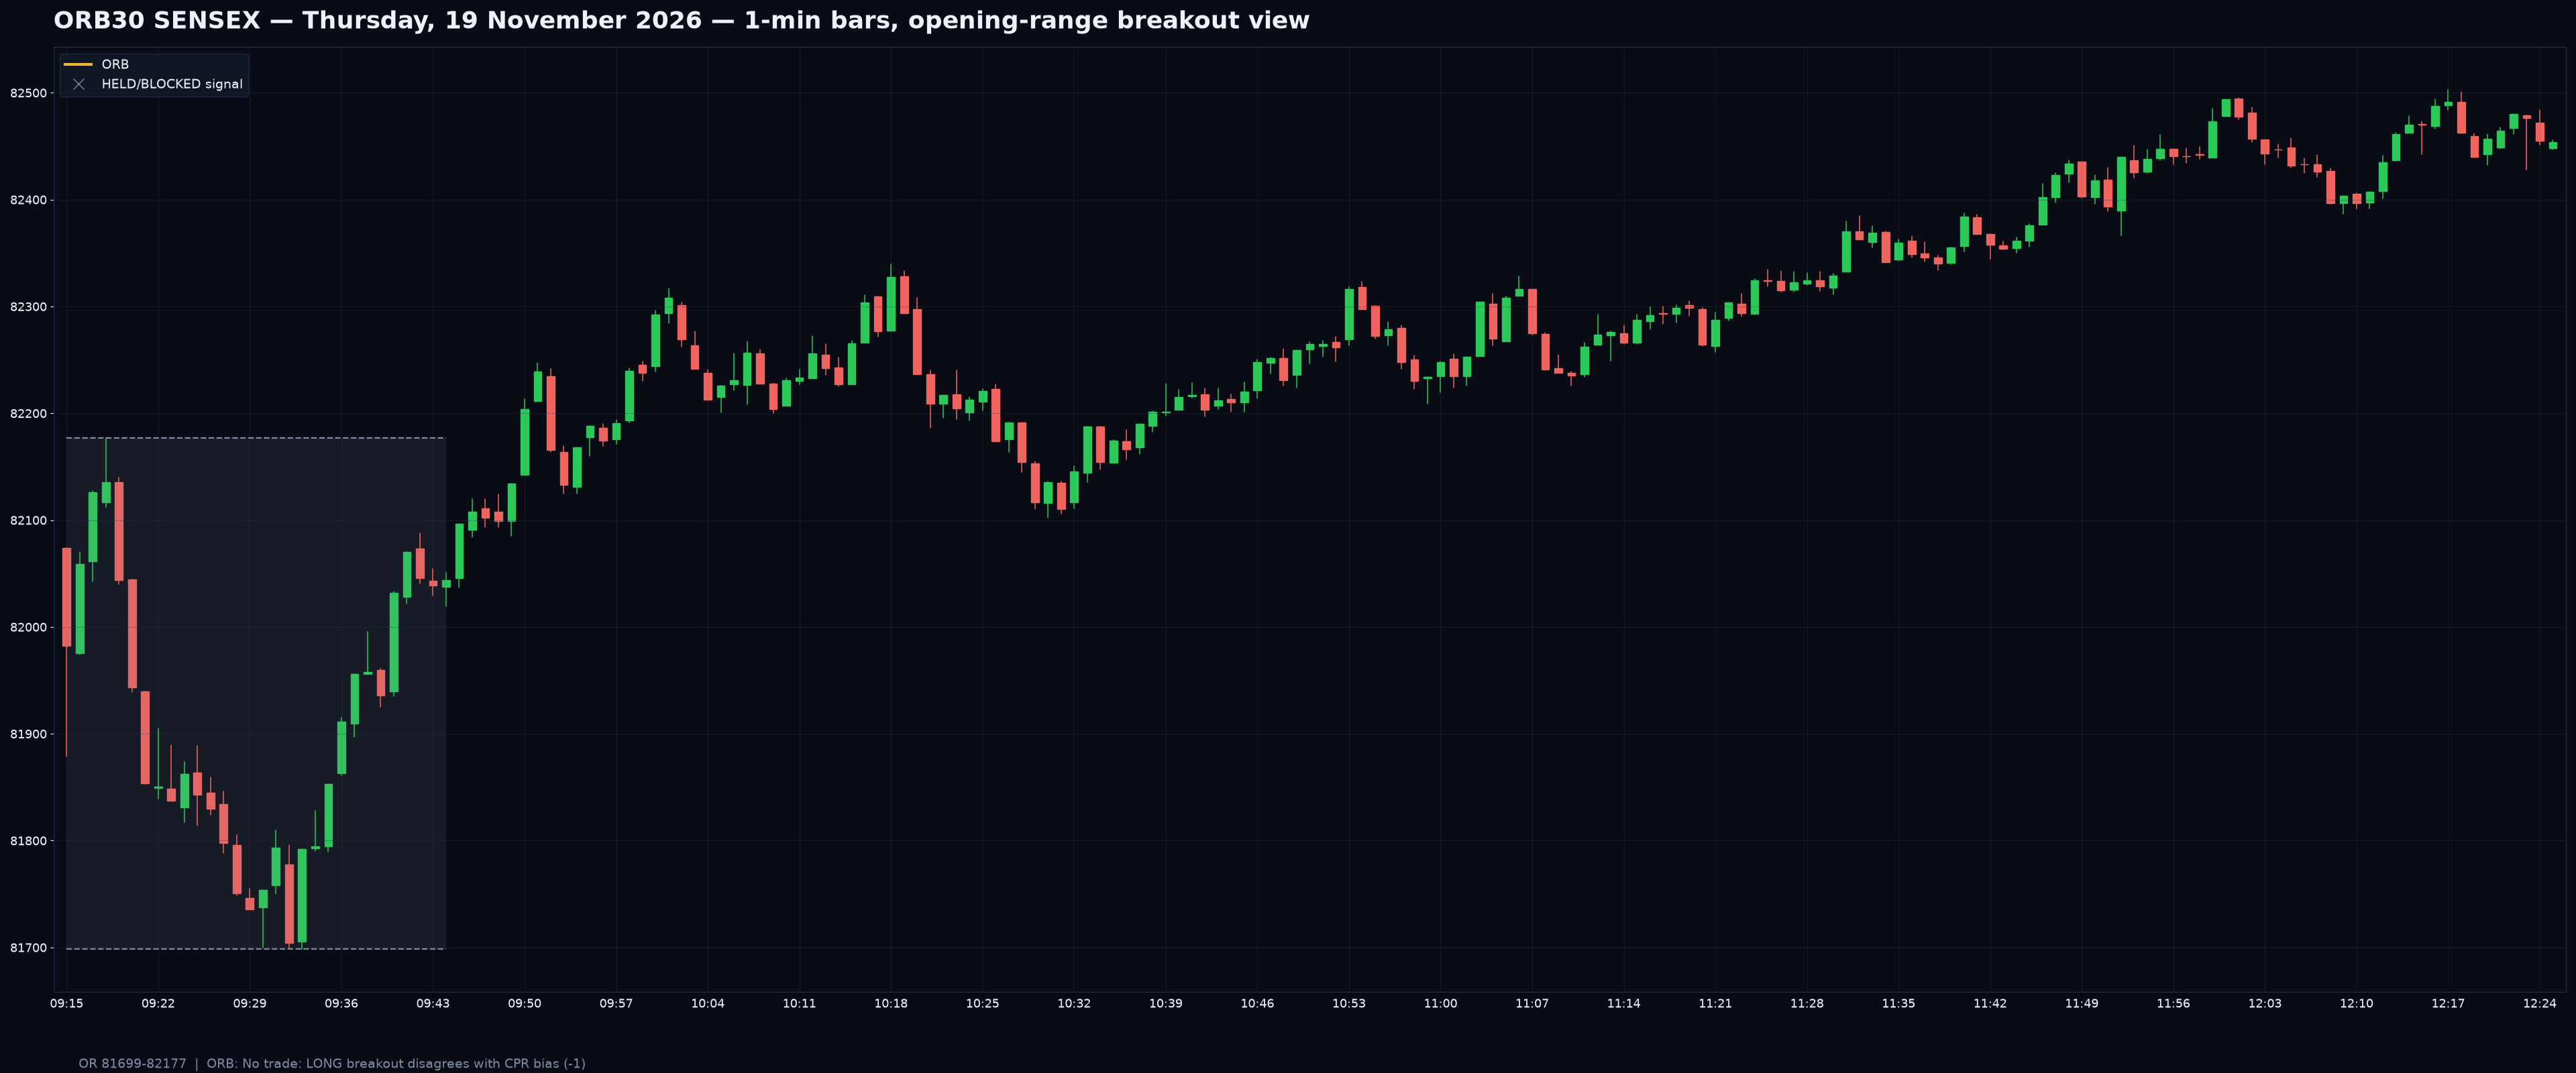 ORB30 SENSEX — Thursday, 19 November 2026 — 1-min bars, opening-range breakout view
ORB
HELD/BLOCKED signal
82500
82400
82300
82200
82100
82000
81900
81800
81700
09:15 09:22 09:29 09:36 09:43 09:50 09:57 10:04 10:11 10:18 10:25 10:32 10:39 10:46 10:53 11:00 11:07 11:14 11:21 11:28 11:35 11:42 11:49 11:56 12:03 12:10 12:17 12:24
OR 81699-82177 | ORB: No trade: LONG breakout disagrees with CPR bias (-1)